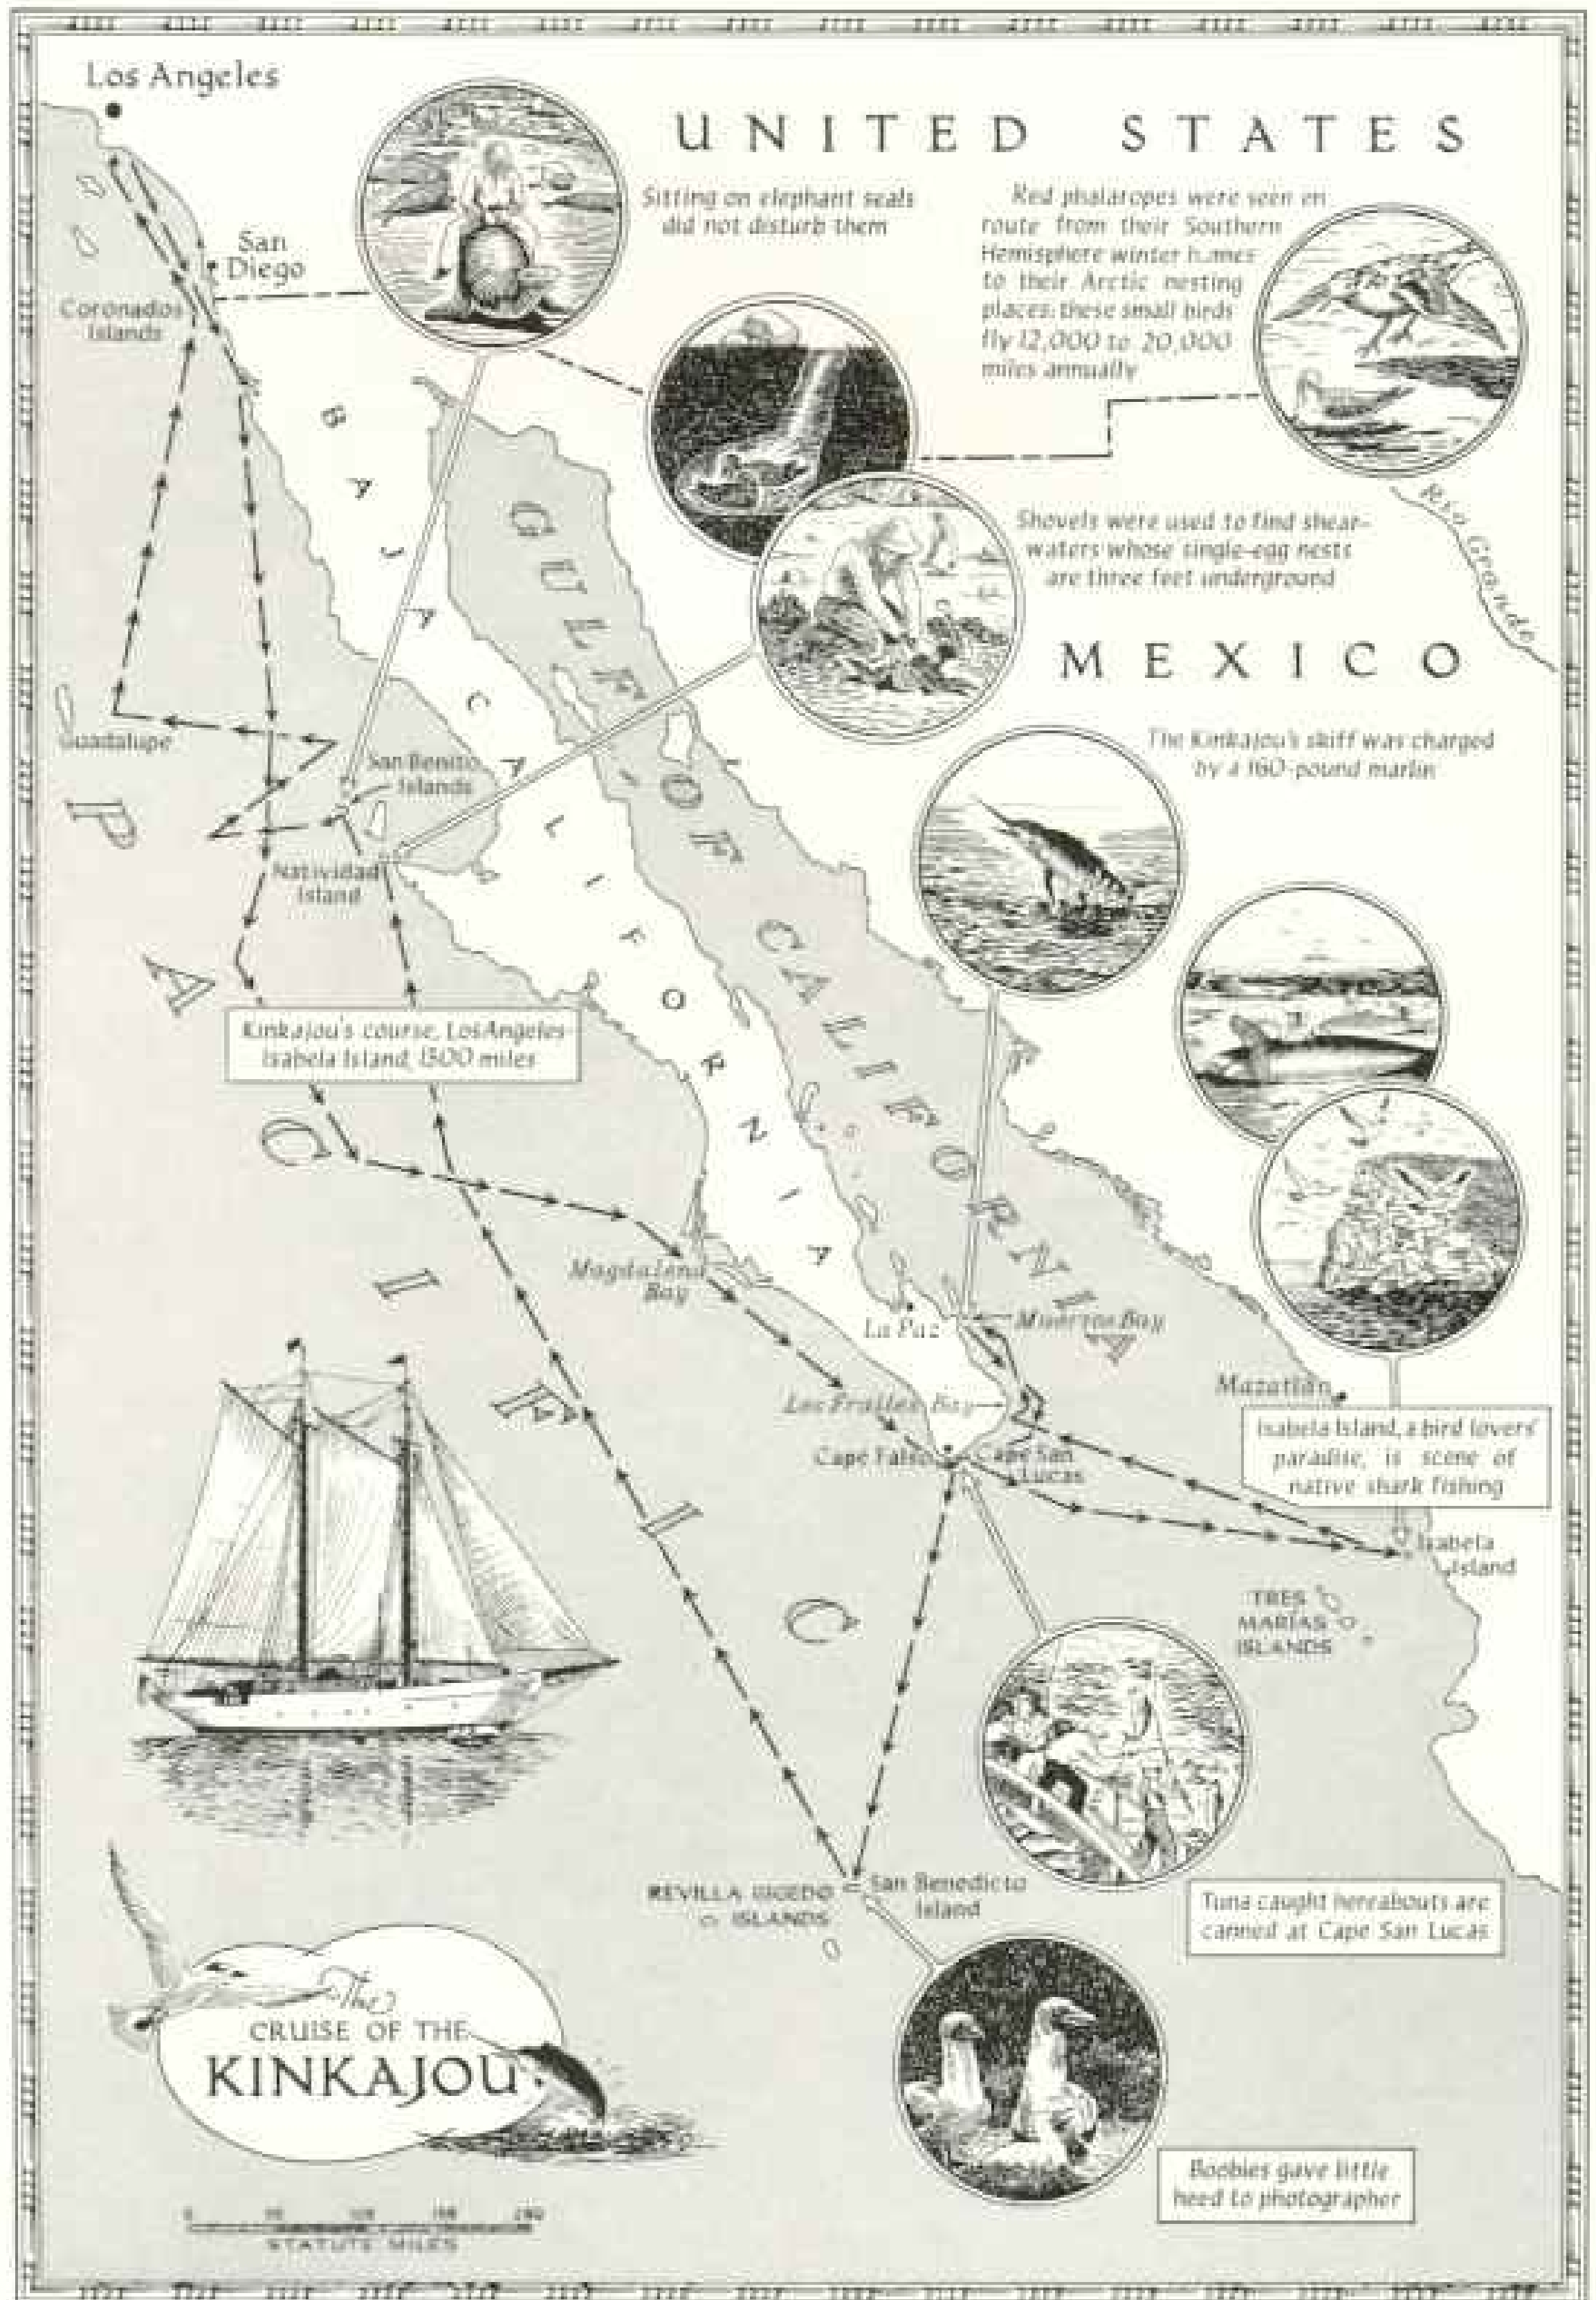 Los Angeles
UNITED STATES
Sitting on elephant seals
did not disturb them
Red phalaropes were seen en
route from their Southern
Hemisphere winter homes
to their Arctic nesting
places; these small birds
fly 12,000 to 20,000
miles annually
San
Diego
Coronados
Islands
BAJA CALIFORNIA
GULF OF CALIFORNIA
Rio Grande
Shovels were used to find shear-
waters whose single-egg nests
are three feet underground
MEXICO
Guadalupe
San Benito
Islands
The Kinkajou's skiff was charged
by a 160-pound marlin
PACIFIC
Natividad
Island
Kinkajou's course, Los Angeles-
Isabela Island, 1300 miles
Magdalena
Bay
La Paz
Muertos Bay
Mazatlán
Los Frailes Bay
Cape Falso
Cape San
Lucas
Isabela Island, a bird lovers'
paradise, is scene of
native shark fishing
Isabela
Island
TRES
MARÍAS
ISLANDS
REVILLA GIGEDO
ISLANDS
San Benedicto
Island
Tuna caught hereabouts are
canned at Cape San Lucas
The
CRUISE OF THE
KINKAJOU
Boobies gave little
heed to photographer
0 50 100 150 200
STATUTE MILES